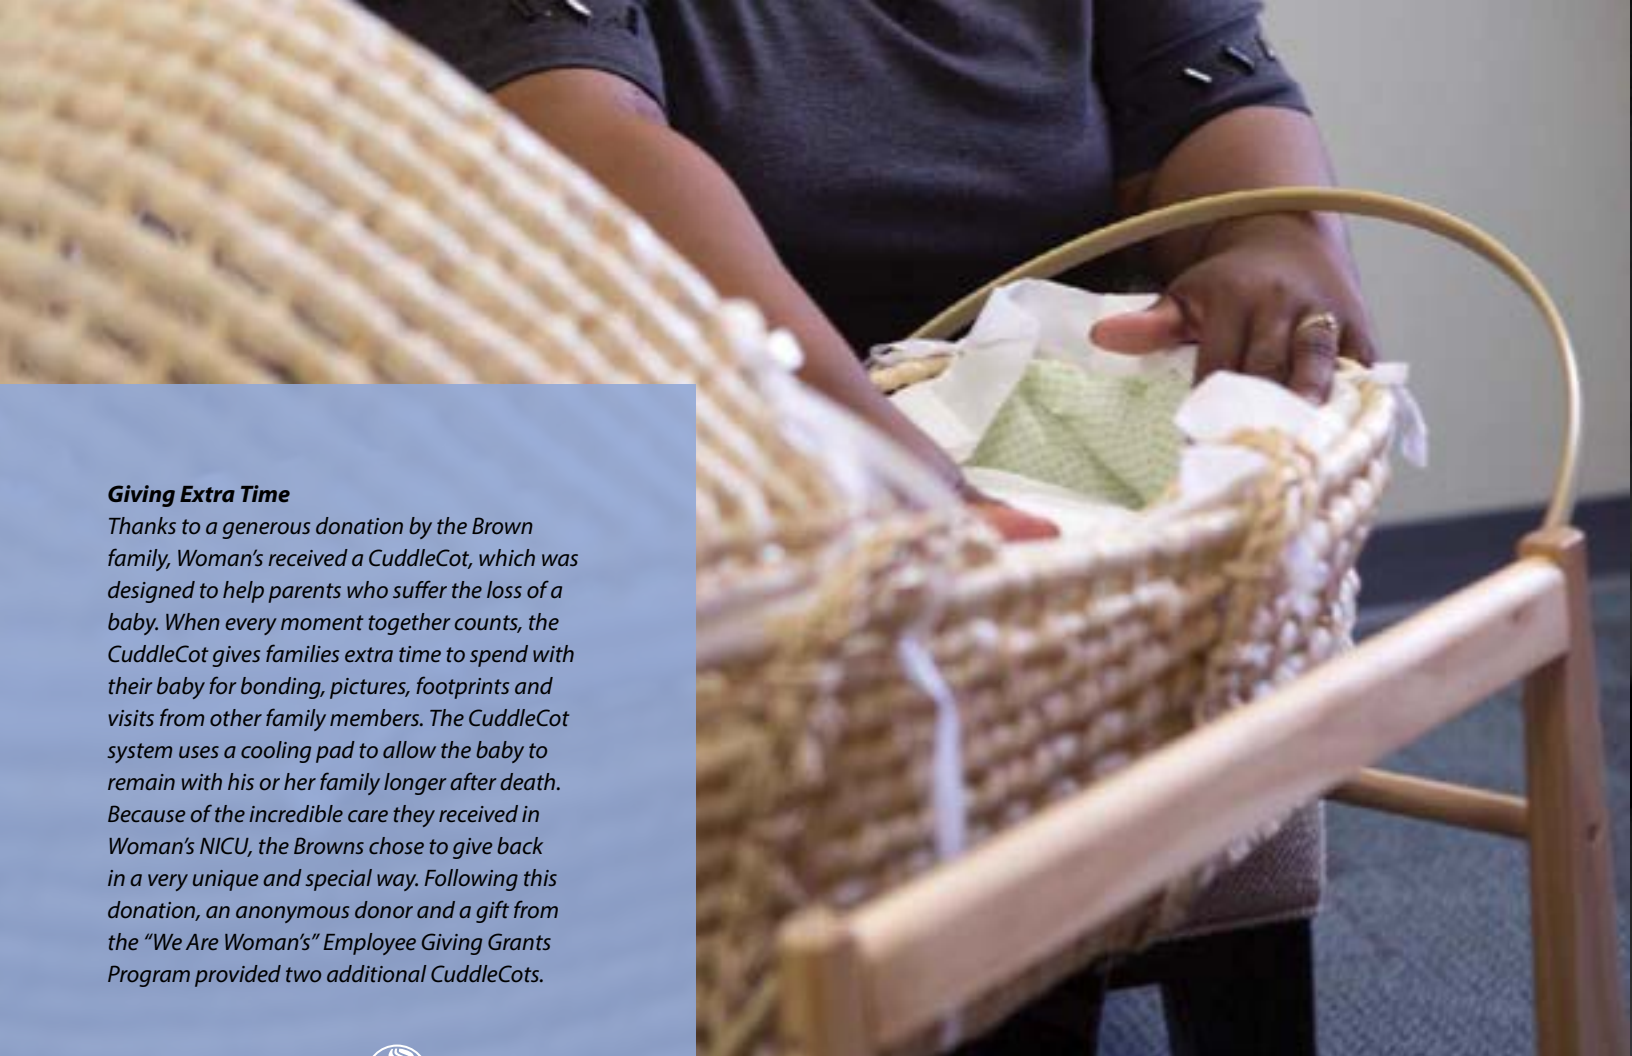 Giving Extra Time
Thanks to a generous donation by the Brown
family, Woman’s received a CuddleCot, which was
designed to help parents who suffer the loss of a
baby. When every moment together counts, the
CuddleCot gives families extra time to spend with
their baby for bonding, pictures, footprints and
visits from other family members. The CuddleCot
system uses a cooling pad to allow the baby to
remain with his or her family longer after death.
Because of the incredible care they received in
Woman’s NICU, the Browns chose to give back
in a very unique and special way. Following this
donation, an anonymous donor and a gift from
the “We Are Woman’s” Employee Giving Grants
Program provided two additional CuddleCots.